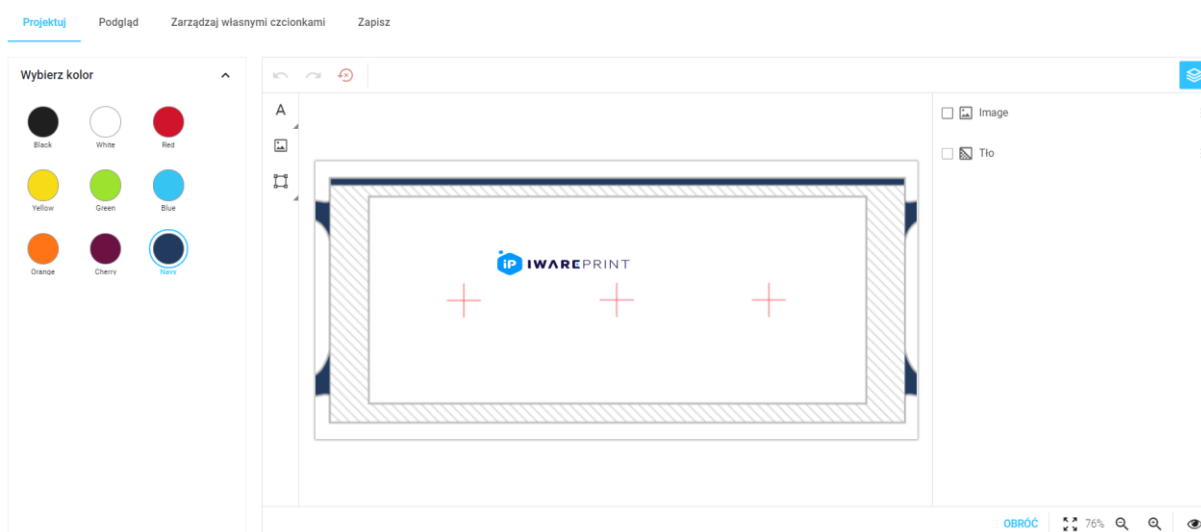 Projektuj Podgląd Zarządzaj własnymi czcionkami Zapisz
Wybierz kolor
Black White Red
Yellow Green Blue
Orange Cherry Navy
A
Image
Tło
iP IWAREPRINT
OBRÓĆ 76%